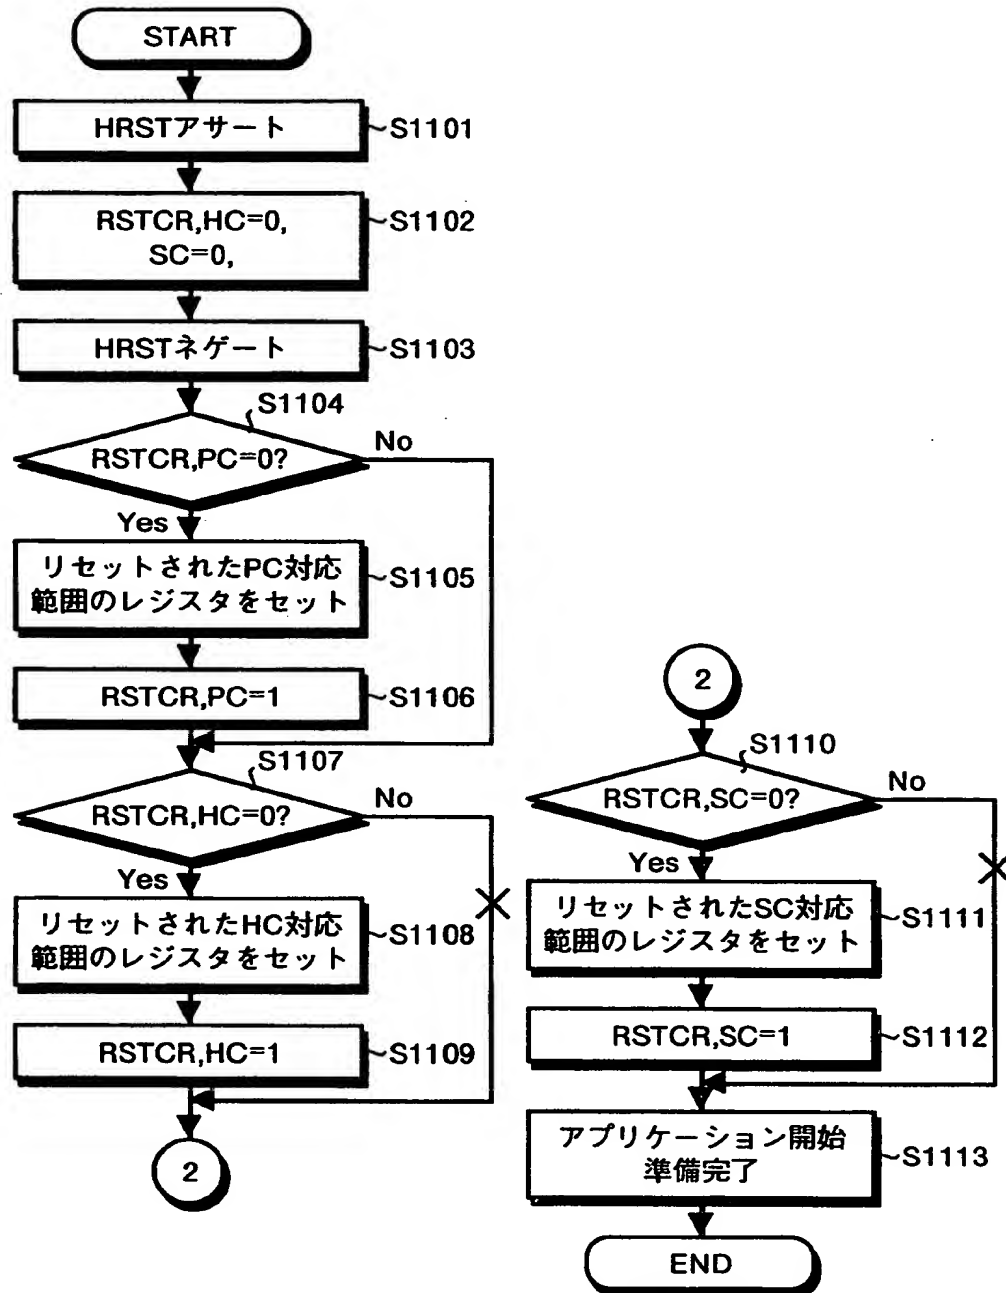 START
HRSTアサート
S1101
RSTCR,HC=0,
SC=0,
S1102
HRSTネゲート
S1103
S1104
RSTCR,PC=0?
No
Yes
リセットされたPC対応
範囲のレジスタをセット
S1105
RSTCR,PC=1
S1106
S1107
RSTCR,HC=0?
No
Yes
リセットされたHC対応
範囲のレジスタをセット
S1108
RSTCR,HC=1
S1109
2
2
S1110
RSTCR,SC=0?
No
Yes
リセットされたSC対応
範囲のレジスタをセット
S1111
RSTCR,SC=1
S1112
アプリケーション開始
準備完了
S1113
END